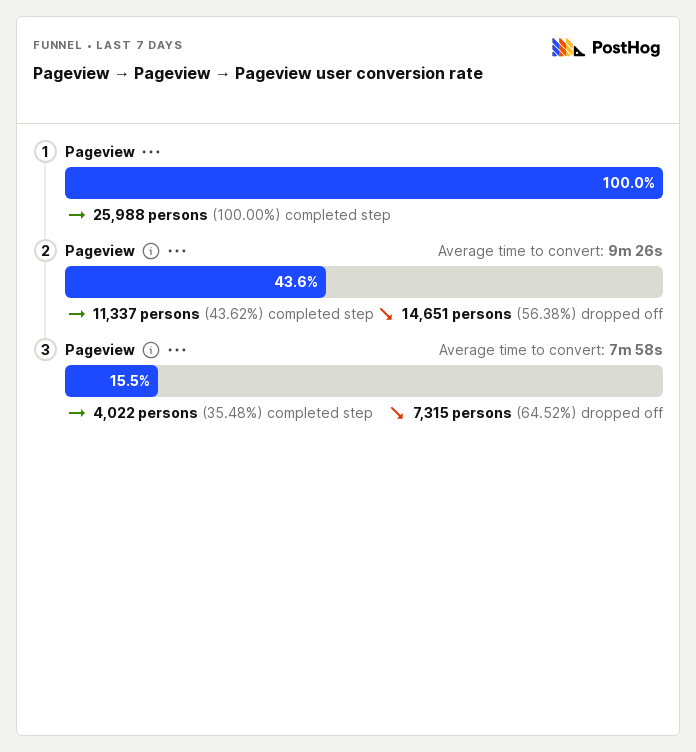 FUNNEL • LAST 7 DAYS
PostHog
Pageview → Pageview → Pageview user conversion rate
1 Pageview ···
100.0%
→ 25,988 persons (100.00%) completed step
2 Pageview i ··· Average time to convert: 9m 26s
43.6%
→ 11,337 persons (43.62%) completed step ↘ 14,651 persons (56.38%) dropped off
3 Pageview i ··· Average time to convert: 7m 58s
15.5%
→ 4,022 persons (35.48%) completed step ↘ 7,315 persons (64.52%) dropped off